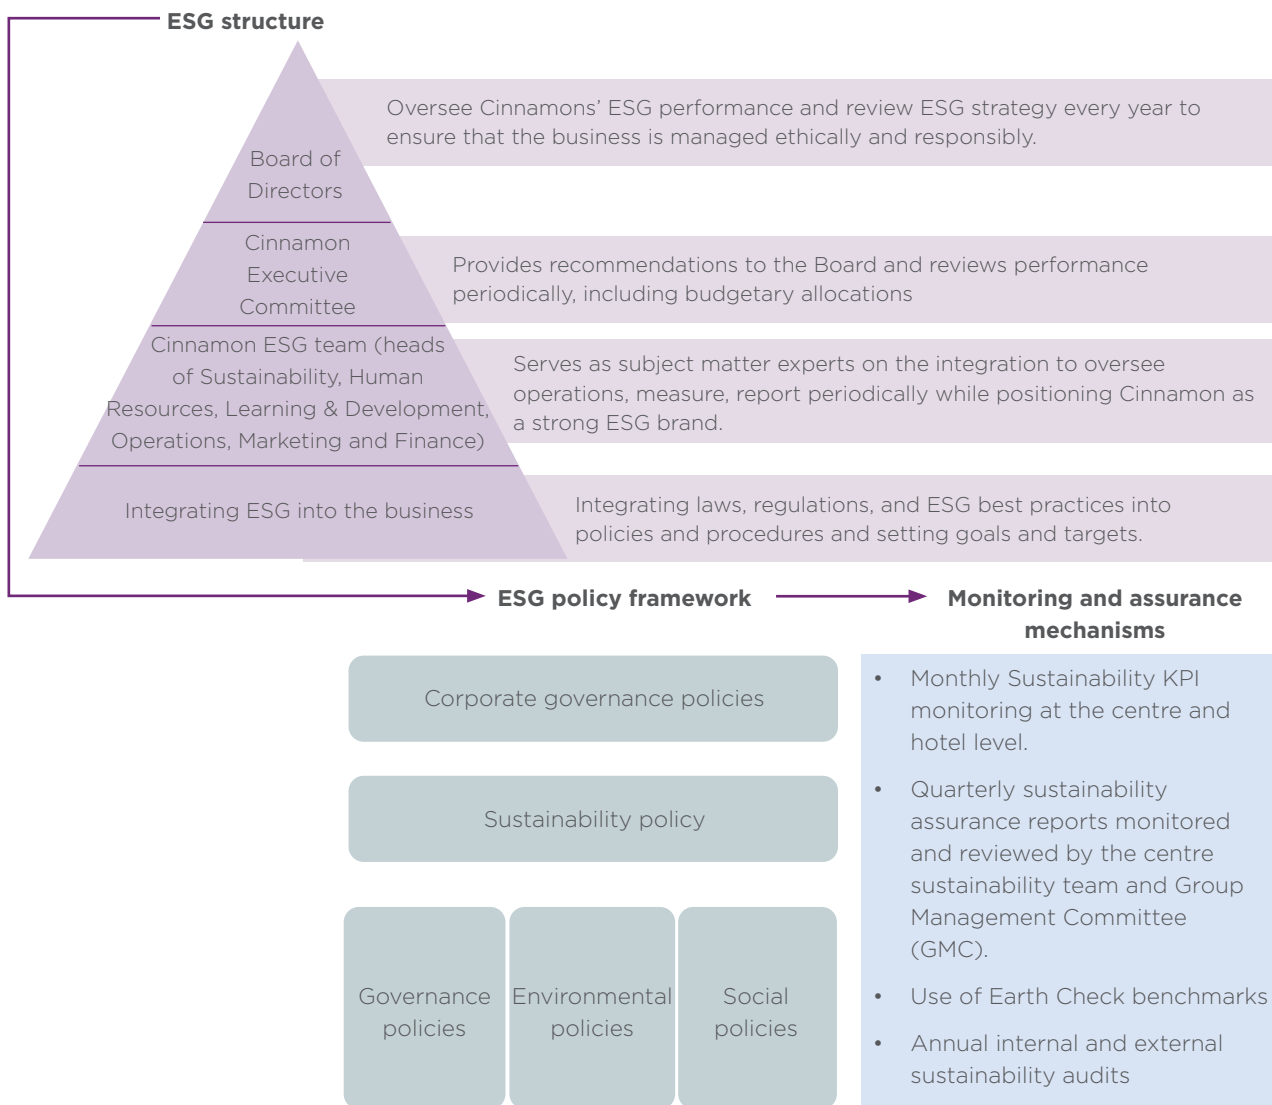 ESG structure
Oversee Cinnamons’ ESG performance and review ESG strategy every year to
ensure that the business is managed ethically and responsibly.
Board of
Directors
Cinnamon
Executive
Committee
Provides recommendations to the Board and reviews performance
periodically, including budgetary allocations
Cinnamon ESG team (heads
of Sustainability, Human
Resources, Learning & Development,
Operations, Marketing and Finance)
Serves as subject matter experts on the integration to oversee
operations, measure, report periodically while positioning Cinnamon as
a strong ESG brand.
Integrating ESG into the business
Integrating laws, regulations, and ESG best practices into
policies and procedures and setting goals and targets.
ESG policy framework
Corporate governance policies
Sustainability policy
Governance
policies
Environmental
policies
Social
policies
Monitoring and assurance
mechanisms
• Monthly Sustainability KPI
monitoring at the centre and
hotel level.
• Quarterly sustainability
assurance reports monitored
and reviewed by the centre
sustainability team and Group
Management Committee
(GMC).
• Use of Earth Check benchmarks
• Annual internal and external
sustainability audits